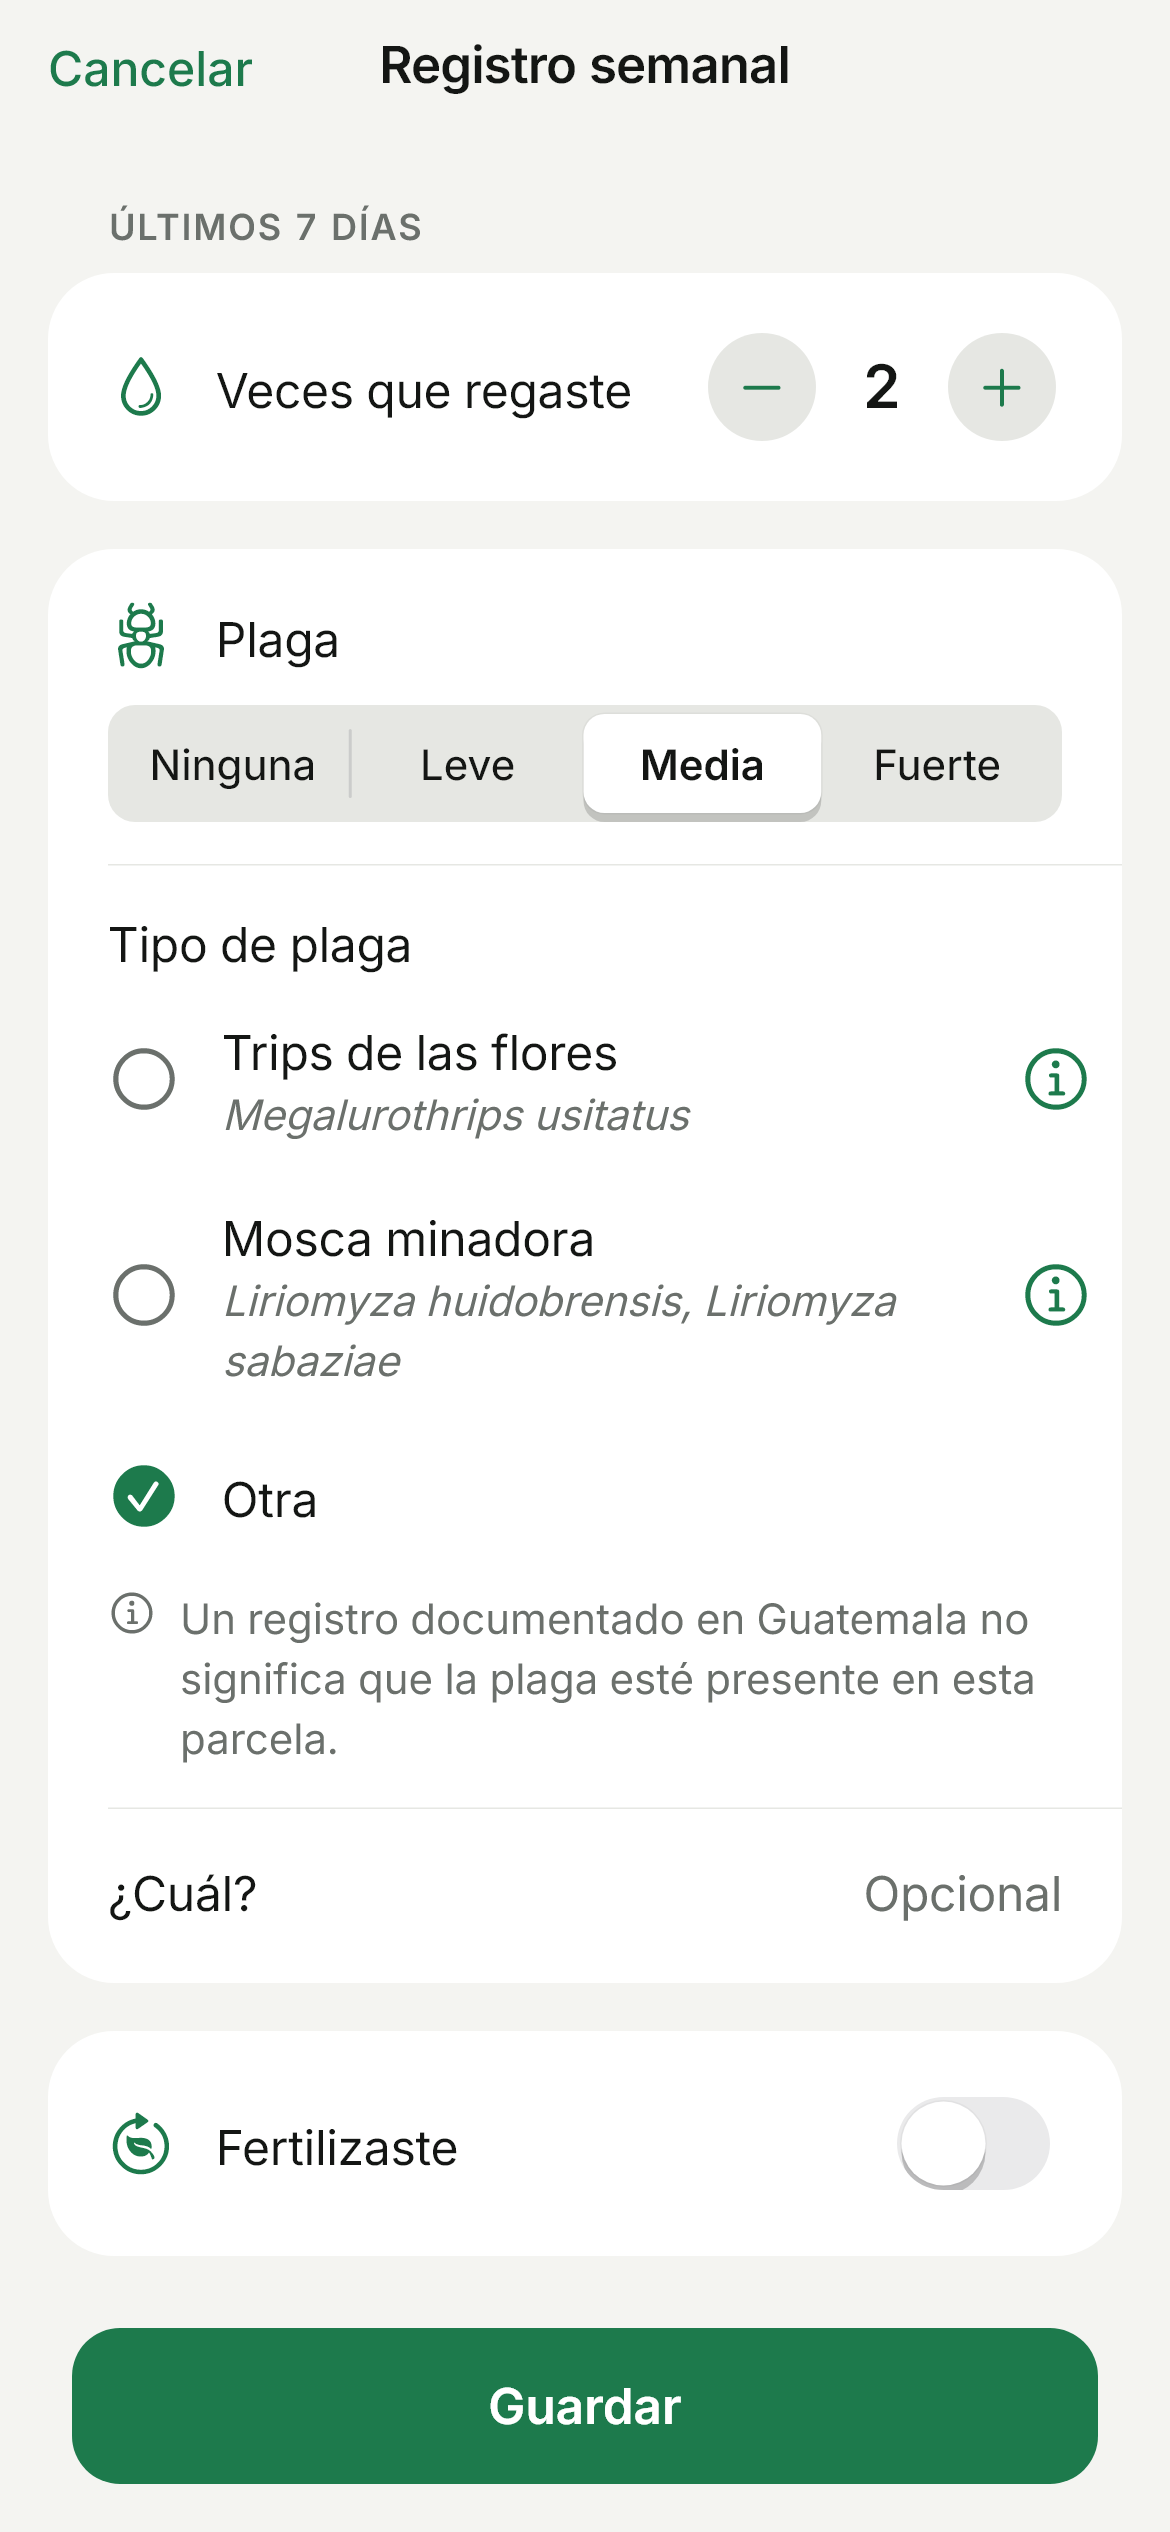 Cancelar
Registro semanal
ÚLTIMOS 7 DÍAS
Veces que regaste
2
Plaga
Ninguna
Leve
Media
Fuerte
Tipo de plaga
Trips de las flores
Megalurothrips usitatus
Mosca minadora
Liriomyza huidobrensis, Liriomyza
sabaziae
Otra
Un registro documentado en Guatemala no
significa que la plaga esté presente en esta
parcela.
¿Cuál?
Opcional
Fertilizaste
Guardar